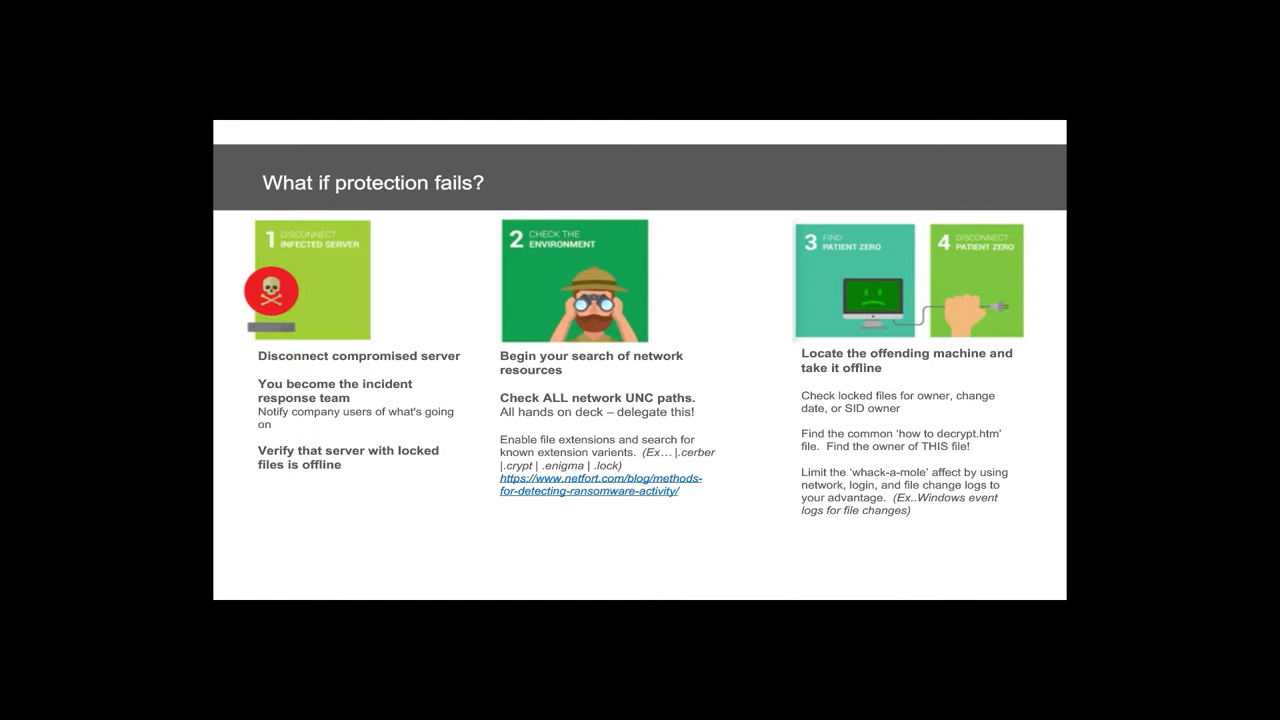 What if protection fails?
1 DISCONNECT
INFECTED SERVER
Disconnect compromised server
You become the incident
response team
Notify company users of what's going
on
Verify that server with locked
files is offline
2 CHECK THE
ENVIRONMENT
Begin your search of network
resources
Check ALL network UNC paths.
All hands on deck – delegate this!
Enable file extensions and search for
known extension varients.  (Ex… |.cerber
|.crypt | .enigma | .lock)
https://www.netfort.com/blog/methods-
for-detecting-ransomware-activity/
3 FIND
PATIENT ZERO
4 DISCONNECT
PATIENT ZERO
Locate the offending machine and
take it offline
Check locked files for owner, change
date, or SID owner
Find the common ‘how to decrypt.htm’
file.  Find the owner of THIS file!
Limit the ‘whack-a-mole’ affect by using
network, login, and file change logs to
your advantage.  (Ex..Windows event
logs for file changes)